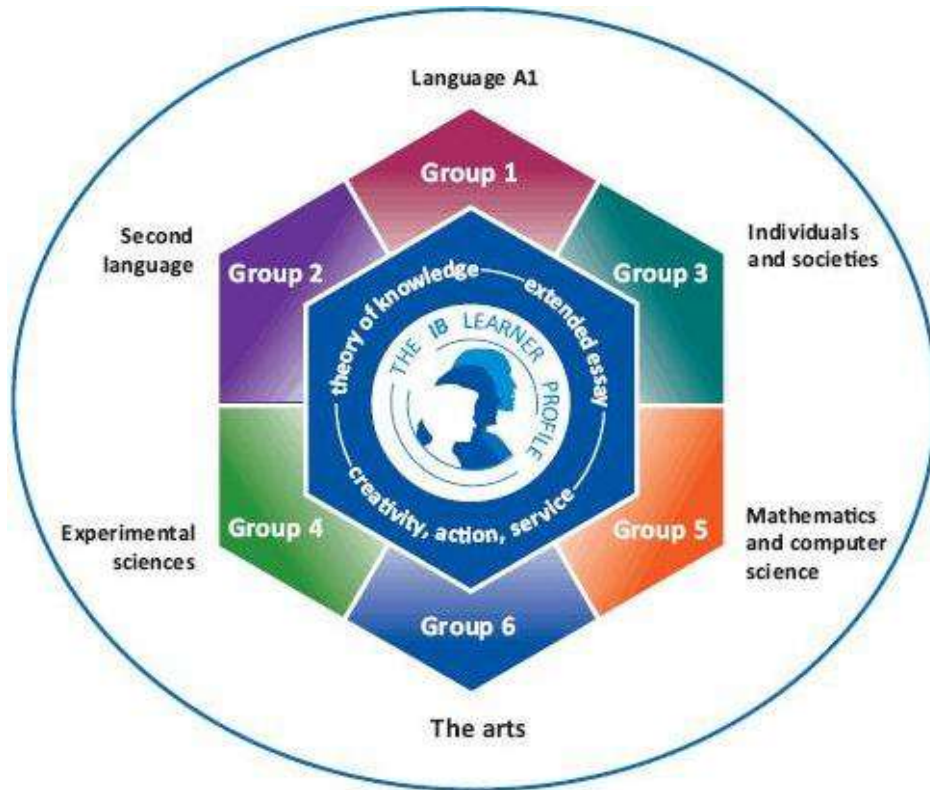 Language A1
Group 1
Second
language
Group 2
Group 3
Individuals
and societies
theory of knowledge
extended essay
THE IB LEARNER PROFILE
creativity, action, service
Experimental
sciences
Group 4
Group 5
Mathematics
and computer
science
Group 6
The arts